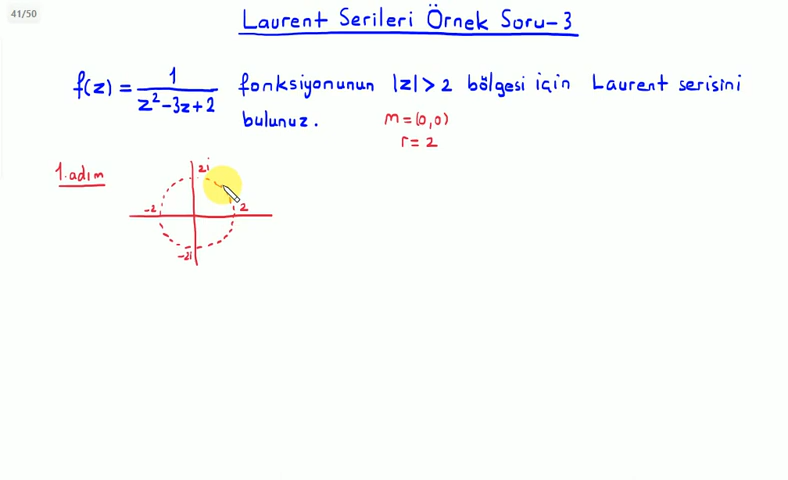 41/50
Laurent Serileri Örnek Soru-3
f(z) = 1/(z²-3z+2) fonksiyonunun |z|>2 bölgesi için Laurent serisini
bulunuz.
m=(0,0)
r=2
1.adım
2i
-2
2
-2i